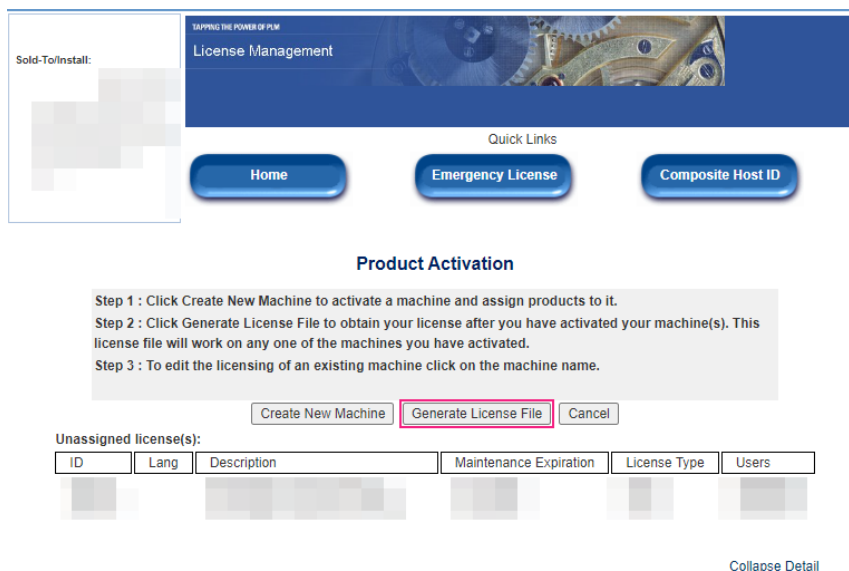 TAPPING THE POWER OF PLM
License Management
Sold-To/Install:
Quick Links
Home
Emergency License
Composite Host ID
Product Activation
Step 1 : Click Create New Machine to activate a machine and assign products to it.
Step 2 : Click Generate License File to obtain your license after you have activated your machine(s). This
license file will work on any one of the machines you have activated.
Step 3 : To edit the licensing of an existing machine click on the machine name.
Create New Machine Generate License File Cancel
Unassigned license(s):
ID Lang Description Maintenance Expiration License Type Users
Collapse Detail